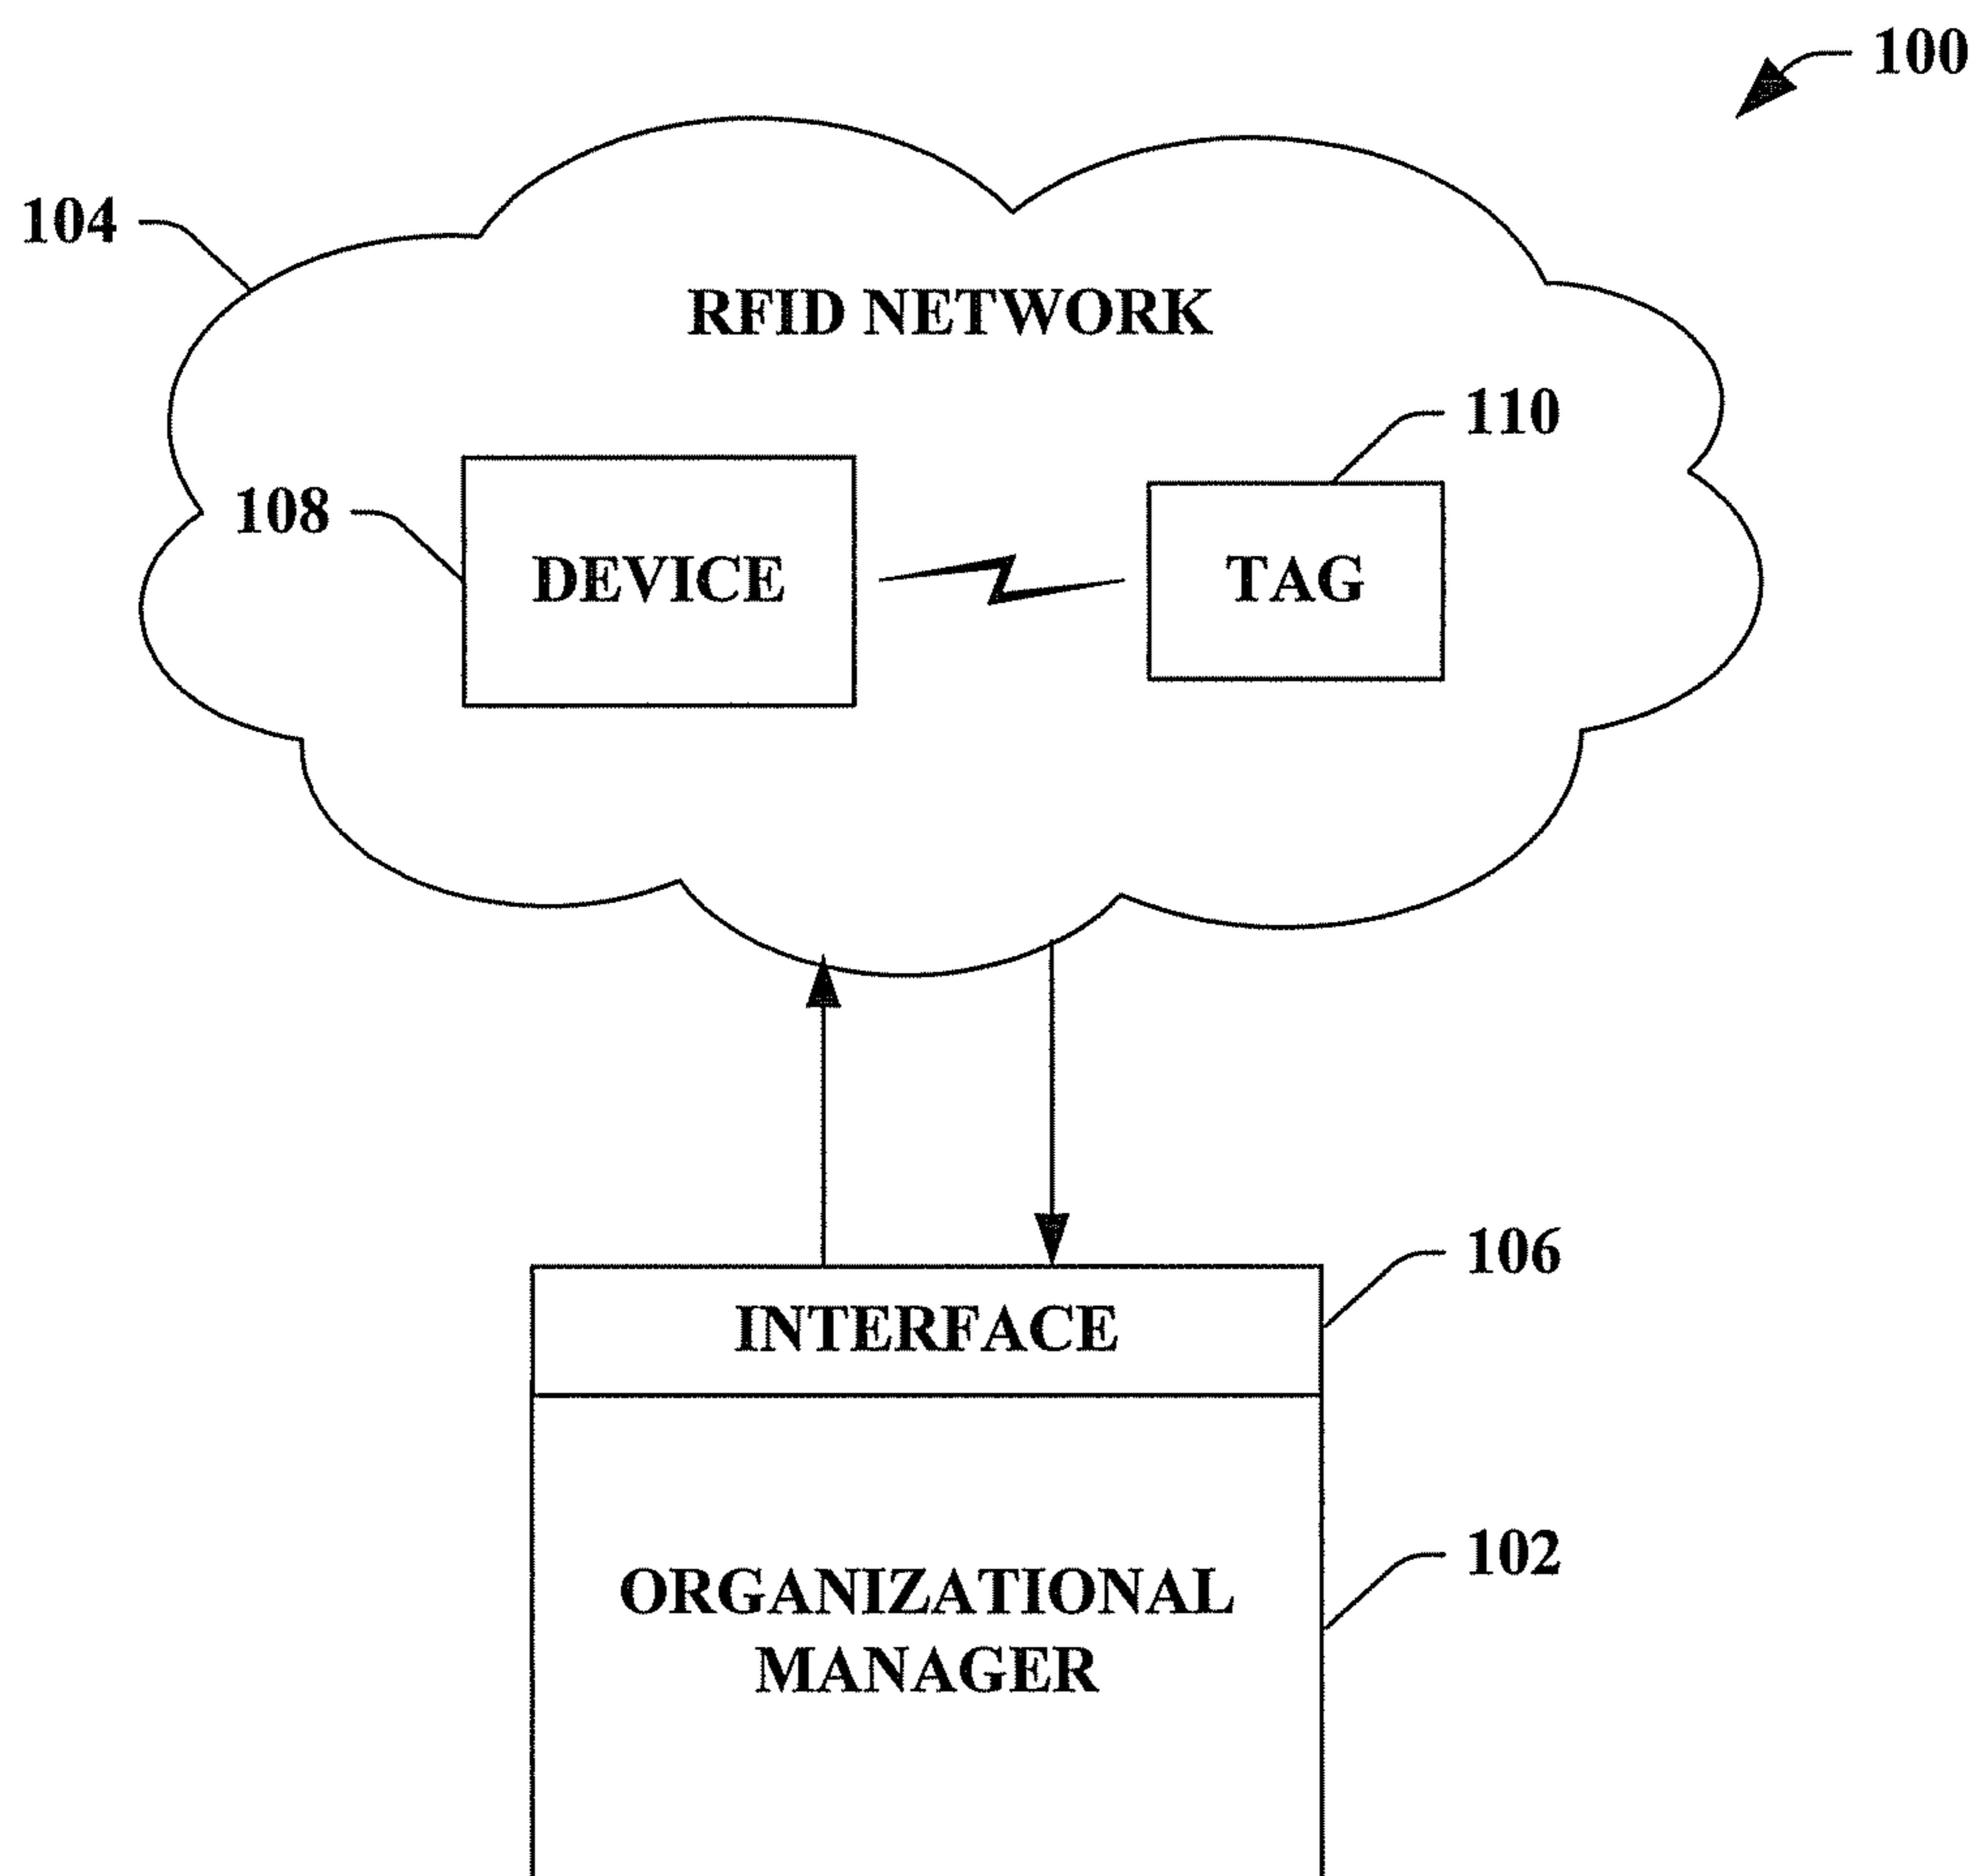 100
104
RFID NETWORK
110
108
DEVICE
TAG
106
INTERFACE
102
ORGANIZATIONAL
MANAGER